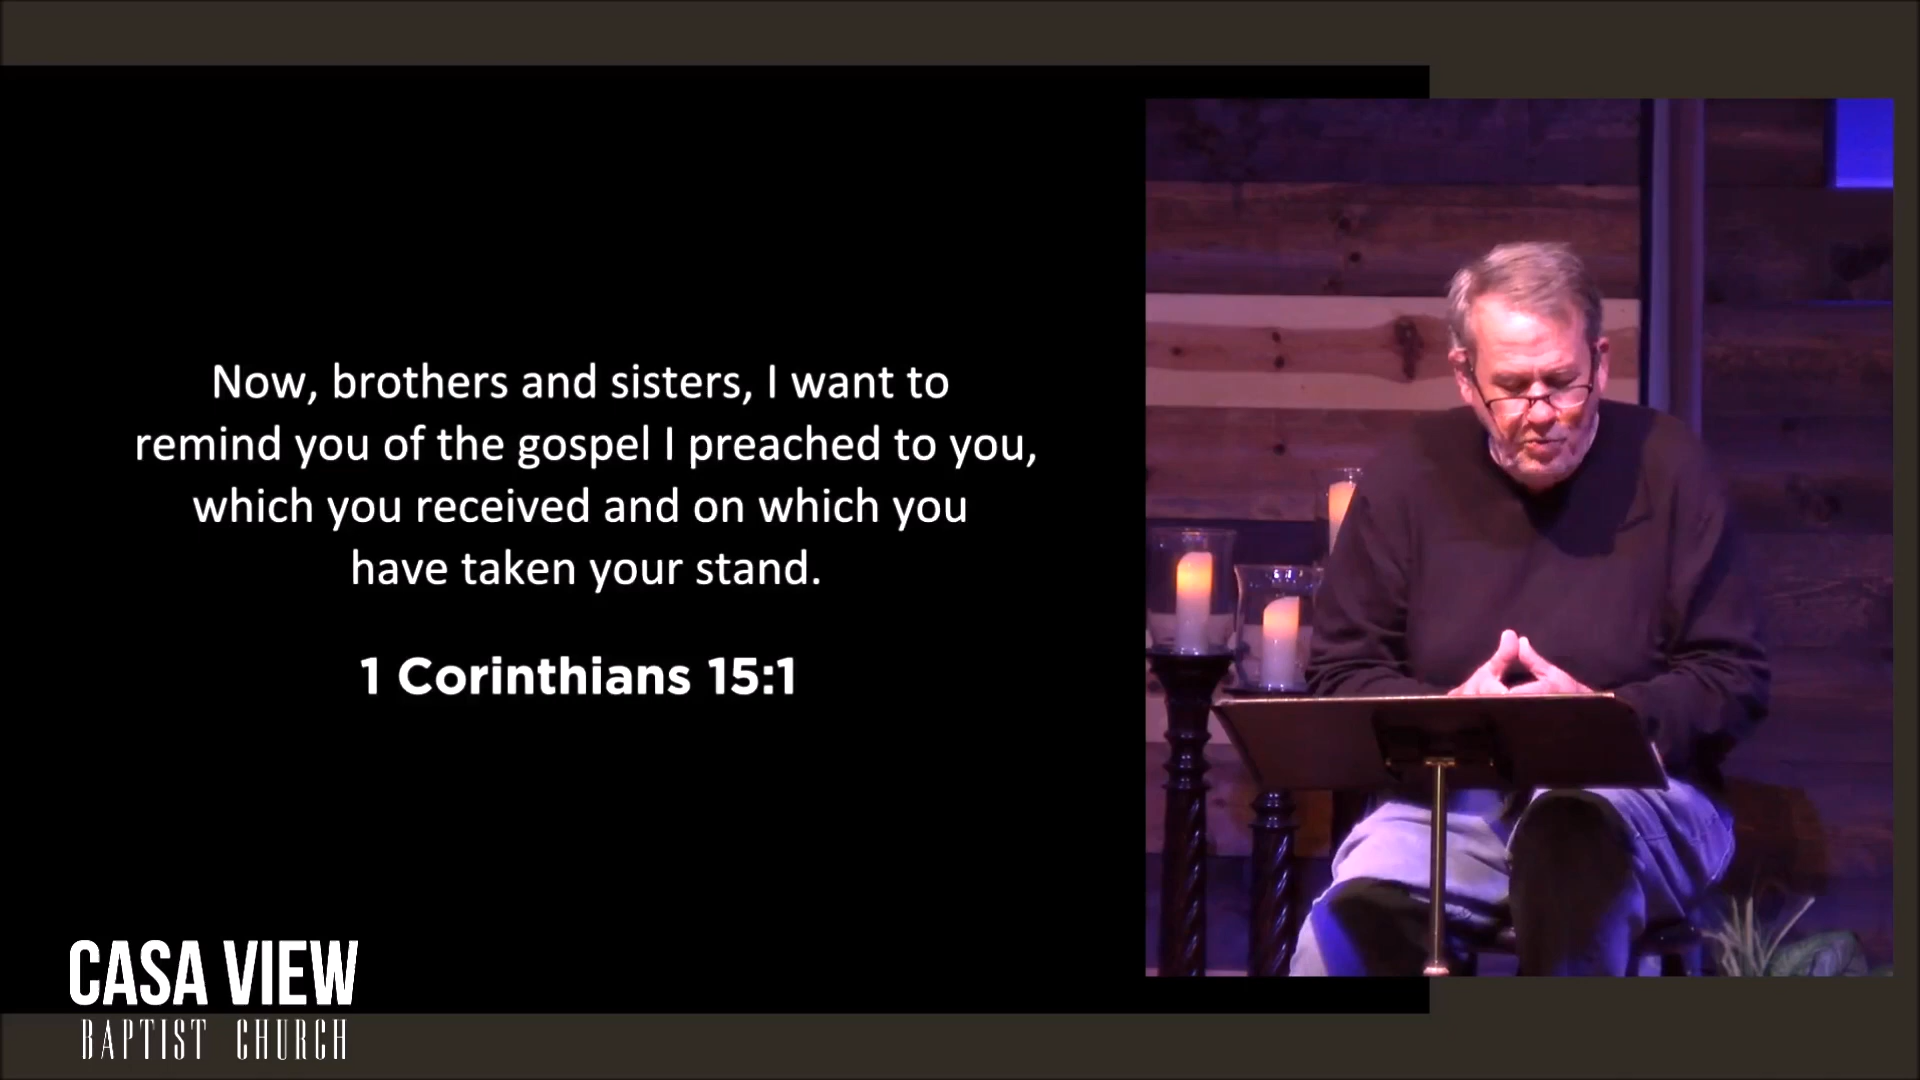 Now, brothers and sisters, I want to
remind you of the gospel I preached to you,
which you received and on which you
have taken your stand.
1 Corinthians 15:1
CASA VIEW
BAPTIST CHURCH